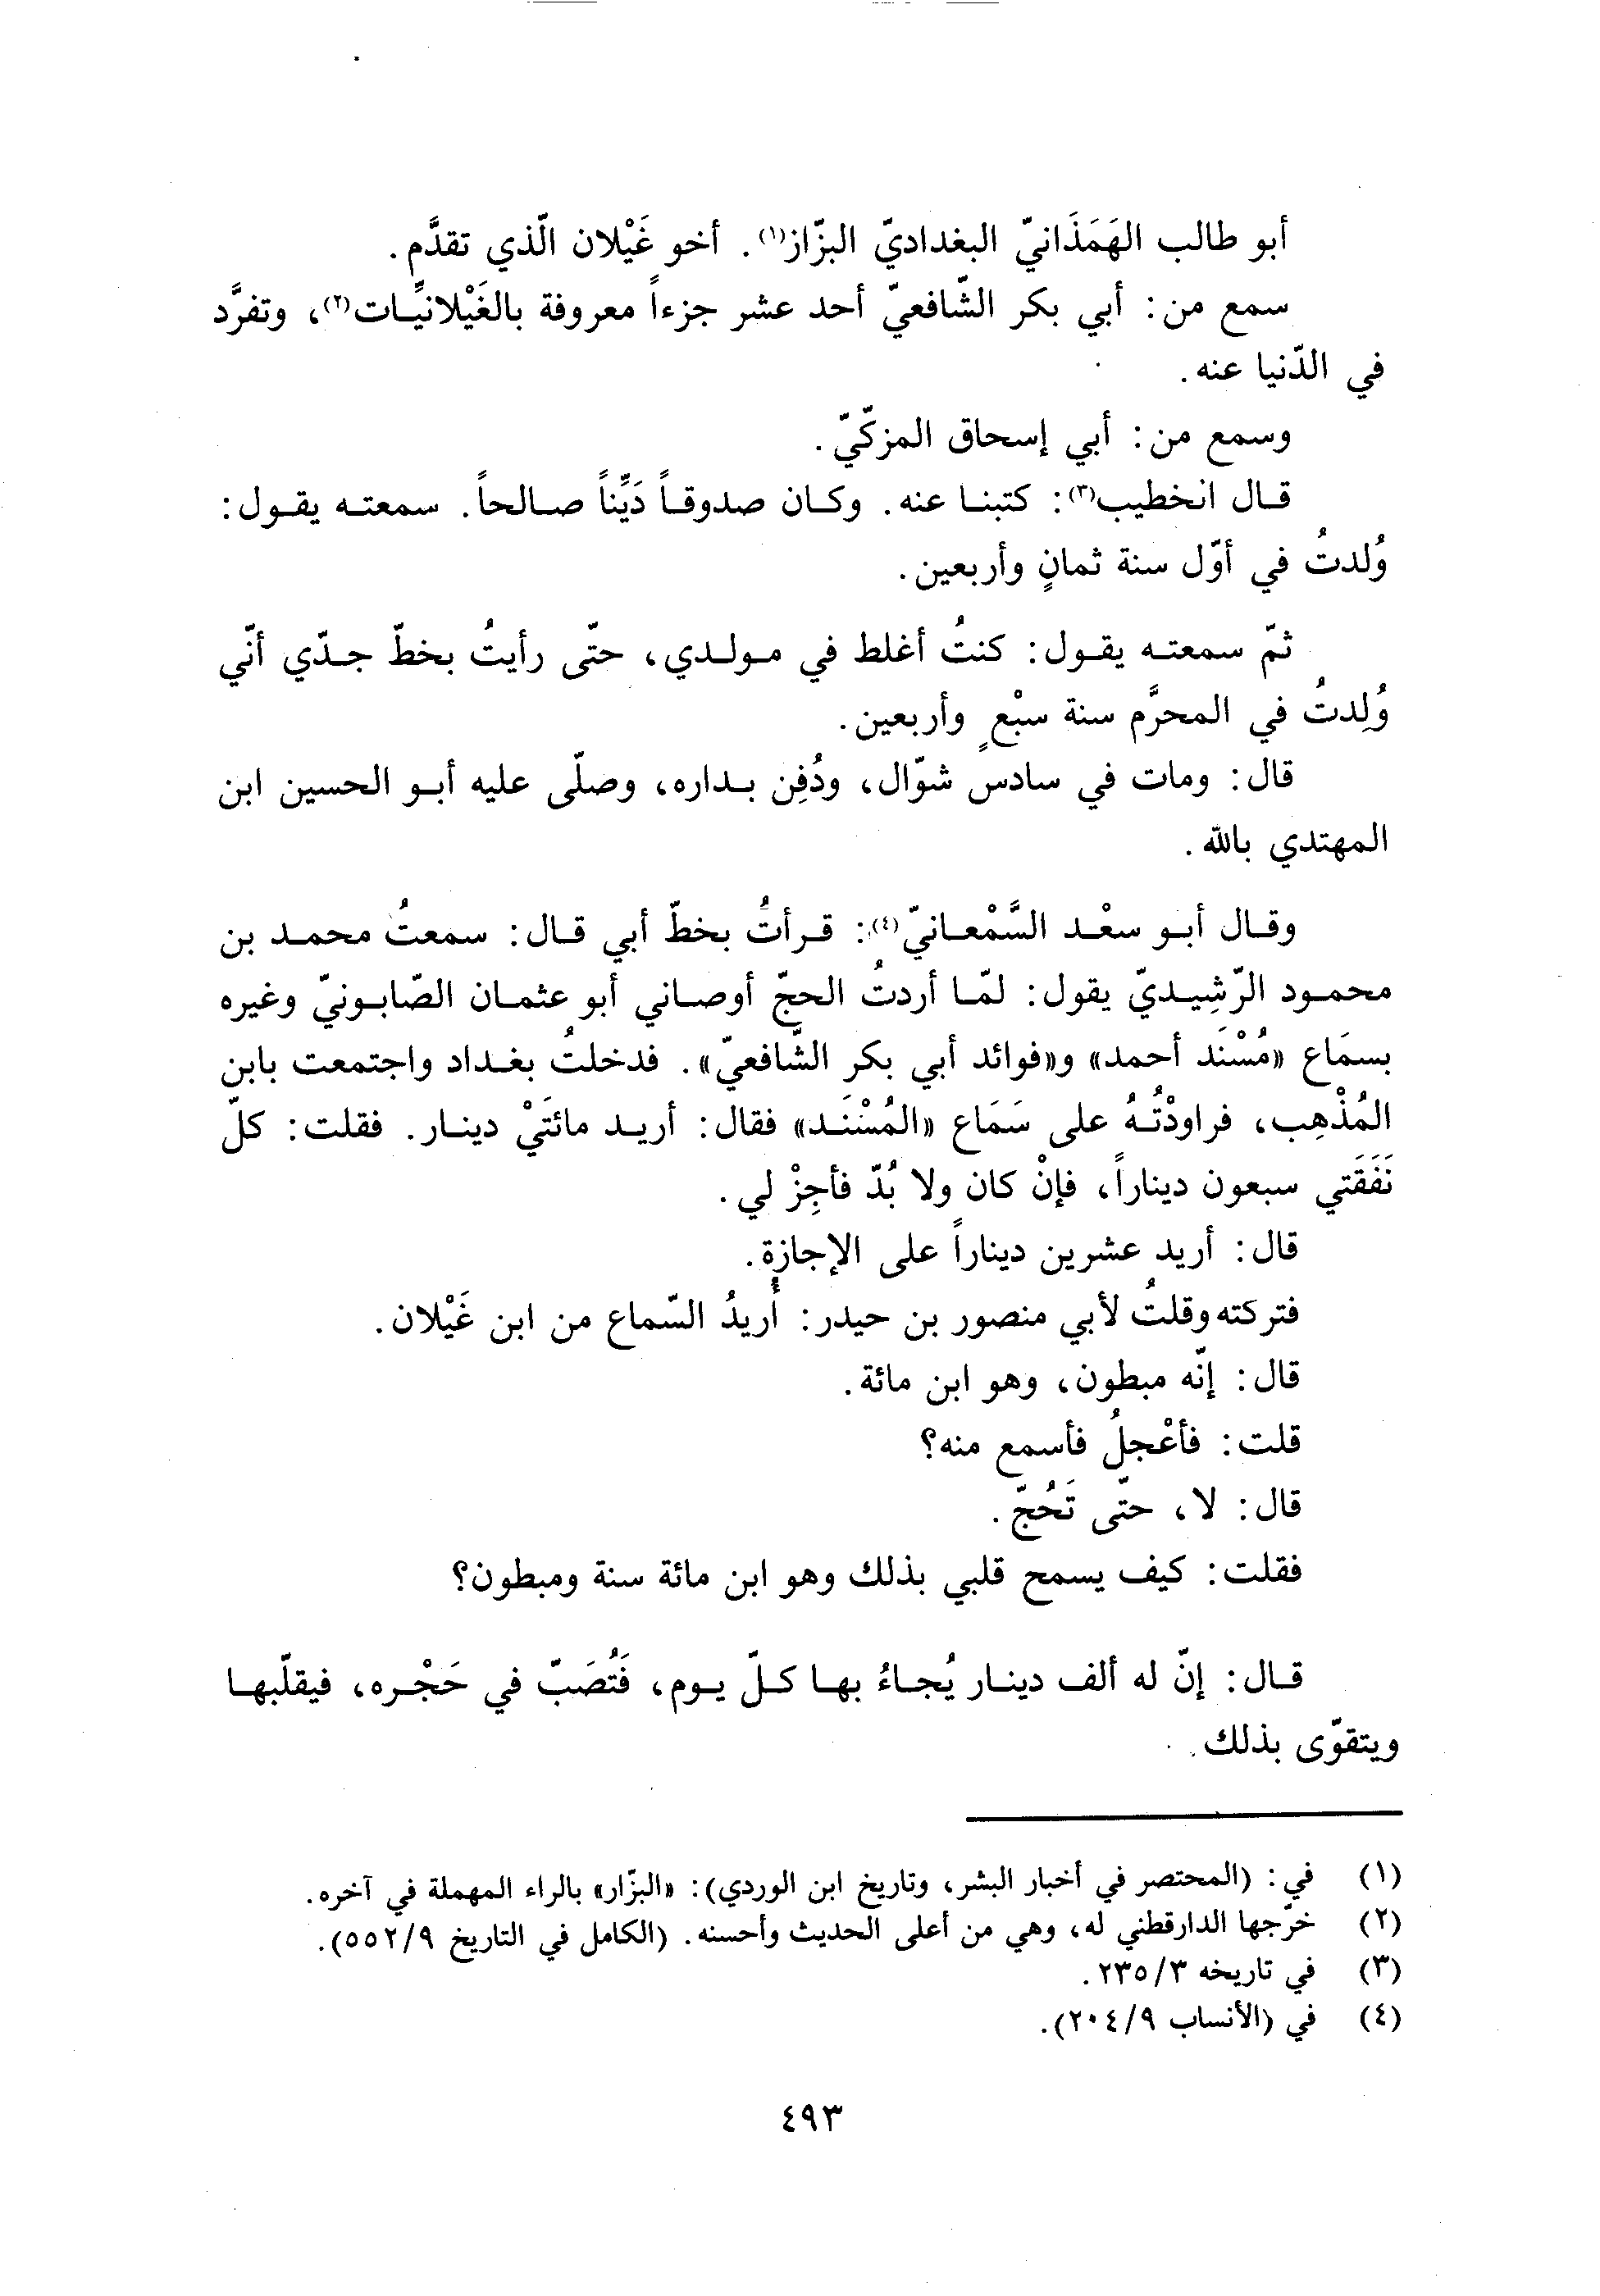 أبو طالب الهَمَذَانيّ البغداديّ البزّاز(١). أخو غَيْلان الّذي تقدَّم.
سمع من: أبي بكر الشّافعيّ أحد عشر جزءاً معروفة بالغَيْلانيَّات(٢)، وتفرَّد
في الدّنيا عنه.
وسمع من: أبي إسحاق المزكّيّ.
قال الخطيب(٣): كتبنا عنه. وكان صدوقاً دَيِّناً صالحاً. سمعته يقول:
وُلدتُ في أوّل سنة ثمانٍ وأربعين.
ثمّ سمعته يقول: كنتُ أغلط في مولدي، حتّى رأيتُ بخطّ جدّي أنّي
وُلِدتُ في المحرَّم سنة سبْعٍ وأربعين.
قال: ومات في سادس شوّال، ودُفِن بداره، وصلّى عليه أبو الحسين ابن
المهتدي بالله.
وقال أبو سعْد السَّمْعانيّ(٤): قرأتُ بخطّ أبي قال: سمعتُ محمد بن
محمود الرّشِيديّ يقول: لمّا أردتُ الحجّ أوصاني أبو عثمان الصّابونيّ وغيره
بسمَاع «مُسْنَد أحمد» و«فوائد أبي بكر الشّافعيّ». فدخلتُ بغداد واجتمعت بابن
المُذْهِب، فراودْتُهُ على سَمَاع «المُسْنَد» فقال: أريد مائتَيْ دينار. فقلت: كلّ
نَفَقَتي سبعون ديناراً، فإنْ كان ولا بُدّ فأجِزْ لي.
قال: أريد عشرين ديناراً على الإجازة.
فتركته وقلتُ لأبي منصور بن حيدر: أُريدُ السّماع من ابن غَيْلان.
قال: إنّه مبطون، وهو ابن مائة.
قلت: فأعْجلُ فأسمع منه؟
قال: لا، حتّى تَحُجّ.
فقلت: كيف يسمح قلبي بذلك وهو ابن مائة سنة ومبطون؟
قال: إنّ له ألف دينار يُجاءُ بها كلّ يوم، فَتُصَبّ في حَجْره، فيقلّبها
ويتقوّى بذلك.
(١) في: (المحتصر في أخبار البشر، وتاريخ ابن الوردي): «البزّار» بالراء المهملة في آخره.
(٢) خرّجها الدارقطني له، وهي من أعلى الحديث وأحسنه. (الكامل في التاريخ ٥٥٢/٩).
(٣) في تاريخه ٢٣٥/٣.
(٤) في (الأنساب ٢٠٤/٩).
٤٩٣